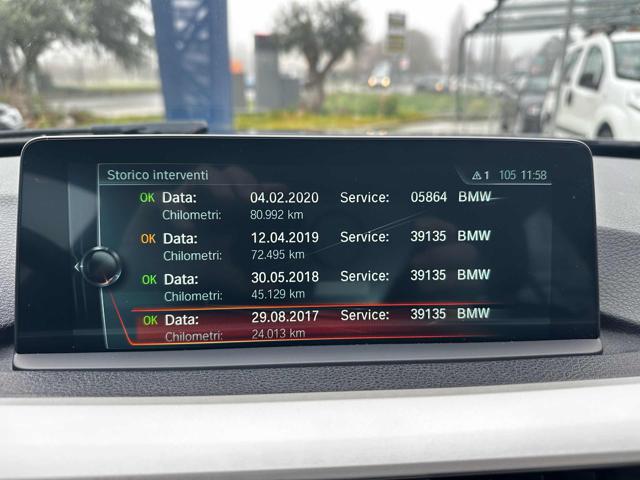 Storico interventi ⚠1 105 11:58
OK Data: 04.02.2020 Service: 05864 BMW
Chilometri: 80.992 km
OK Data: 12.04.2019 Service: 39135 BMW
Chilometri: 72.495 km
OK Data: 30.05.2018 Service: 39135 BMW
Chilometri: 45.129 km
OK Data: 29.08.2017 Service: 39135 BMW
Chilometri: 24.013 km